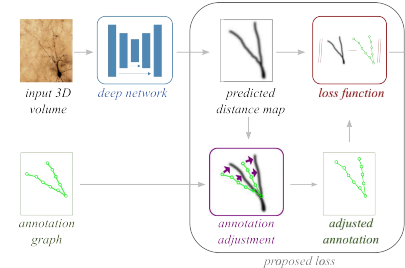 input 3D
volume
deep network
predicted
distance map
loss function
annotation
graph
annotation
adjustment
adjusted
annotation
proposed loss